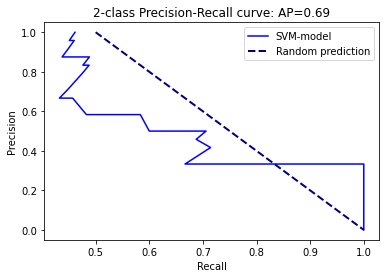 2-class Precision-Recall curve: AP=0.69
SVM-model
Random prediction
Precision
1.0
0.8
0.6
0.4
0.2
0.0
0.5 0.6 0.7 0.8 0.9 1.0
Recall